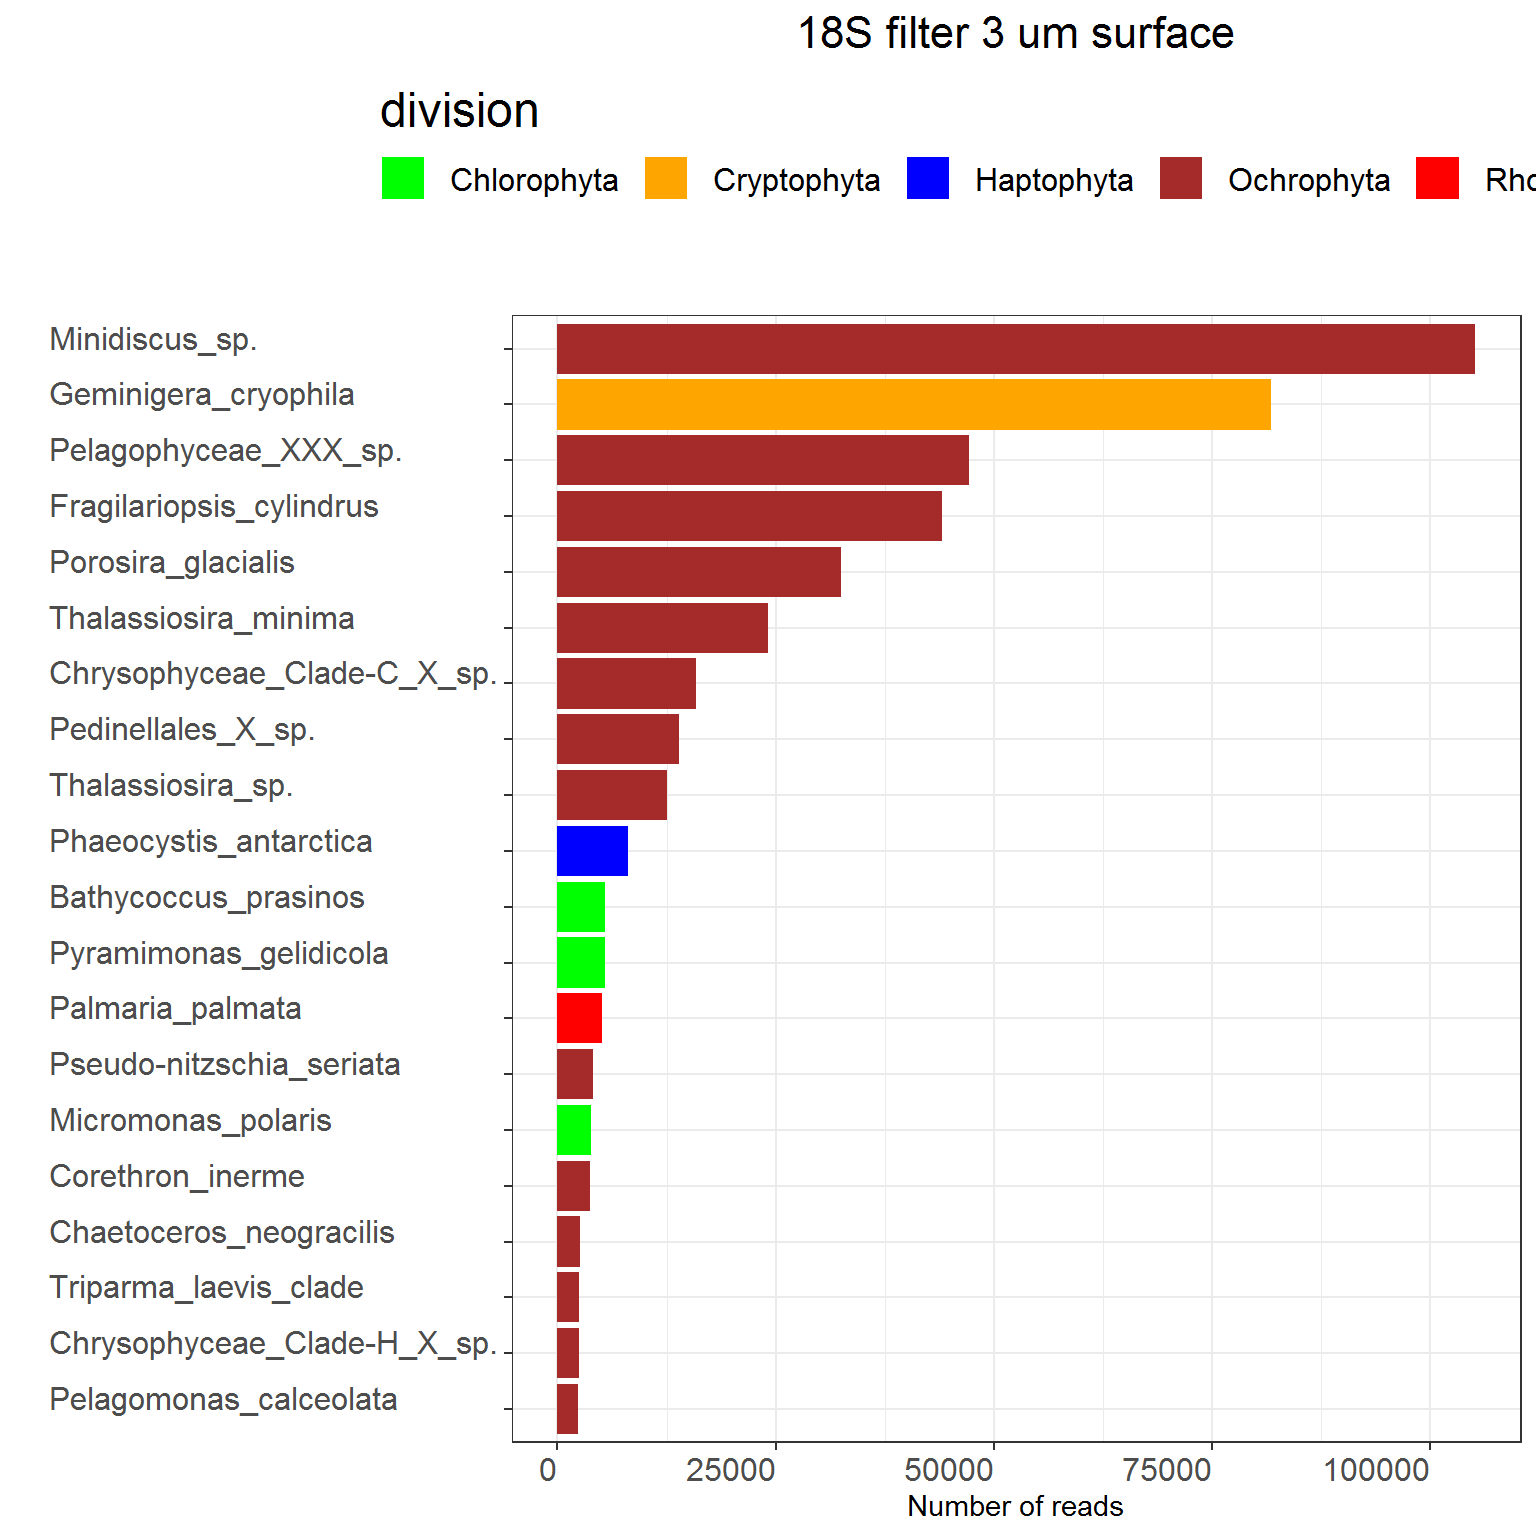 18S filter 3 um surface
division
Chlorophyta Cryptophyta Haptophyta Ochrophyta
Minidiscus_sp.
Geminigera_cryophila
Pelagophyceae_XXX_sp.
Fragilariopsis_cylindrus
Porosira_glacialis
Thalassiosira_minima
Chrysophyceae_Clade-C_X_sp.
Pedinellales_X_sp.
Thalassiosira_sp.
Phaeocystis_antarctica
Bathycoccus_prasinos
Pyramimonas_gelidicola
Palmaria_palmata
Pseudo-nitzschia_seriata
Micromonas_polaris
Corethron_inerme
Chaetoceros_neogracilis
Triparma_laevis_clade
Chrysophyceae_Clade-H_X_sp.
Pelagomonas_calceolata
0 25000 50000 75000 100000
Number of reads